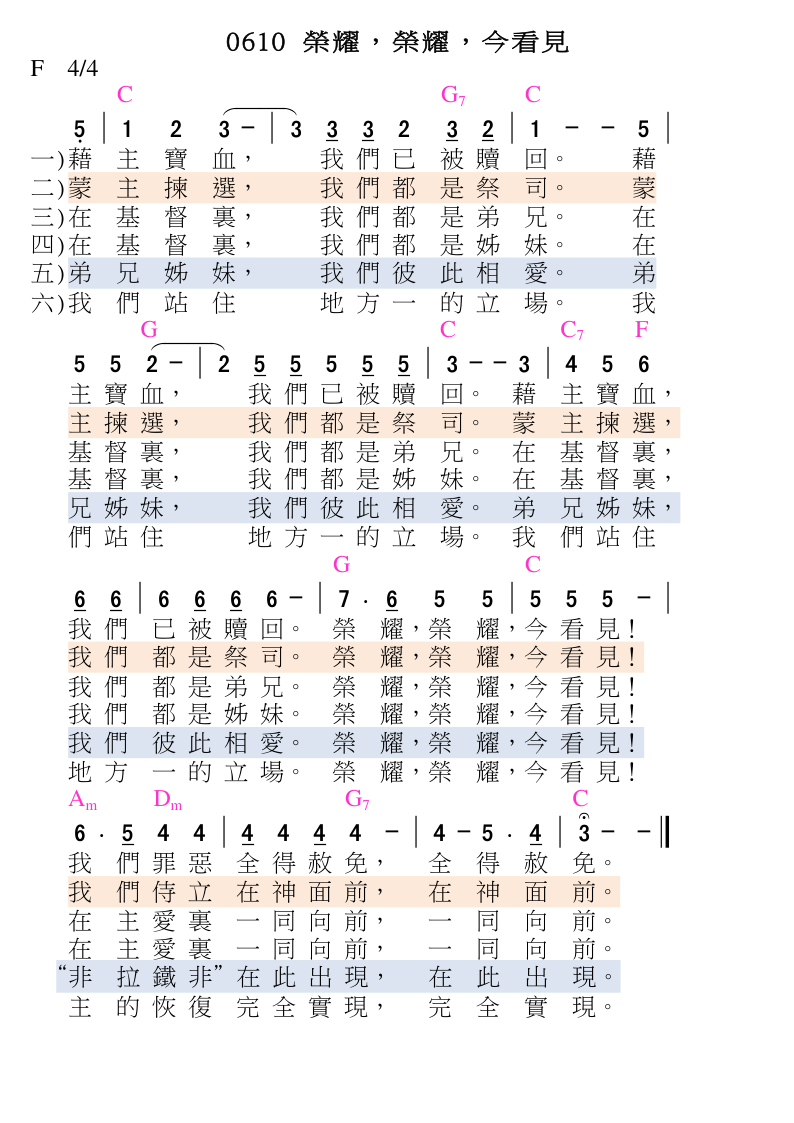 0610 榮耀，榮耀，今看見
F 4/4
C G7 C
5 | 1 2 3 – | 3 3 3 2 3 2 | 1 – – 5 |
一)藉主寶血，我們已被贖回。藉
二)蒙主揀選，我們都是祭司。蒙
三)在基督裏，我們都是弟兄。在
四)在基督裏，我們都是姊妹。在
五)弟兄姊妹，我們彼此相愛。弟
六)我們站住 地方一的立場。我
G C C7 F
5 5 2 – | 2 5 5 5 5 5 | 3 – – 3 | 4 5 6
主寶血，我們已被贖回。藉主寶血，
主揀選，我們都是祭司。蒙主揀選，
基督裏，我們都是弟兄。在基督裏，
基督裏，我們都是姊妹。在基督裏，
兄姊妹，我們彼此相愛。弟兄姊妹，
們站住 地方一的立場。我們站住
G C
6 6 | 6 6 6 6 – | 7 . 6 5 5 | 5 5 5 – |
我們已被贖回。榮耀，榮耀，今看見!
我們都是祭司。榮耀，榮耀，今看見!
我們都是弟兄。榮耀，榮耀，今看見!
我們都是姊妹。榮耀，榮耀，今看見!
我們彼此相愛。榮耀，榮耀，今看見!
地方一的立場。榮耀，榮耀，今看見!
Am Dm G7 C
6 . 5 4 4 | 4 4 4 4 – | 4 – 5 . 4 | 3 – – ‖
我們罪惡全得赦免，全得赦免。
我們侍立在神面前，在神面前。
在主愛裏一同向前，一同向前。
在主愛裏一同向前，一同向前。
“非拉鐵非”在此出現，在此出現。
主的恢復完全實現，完全實現。